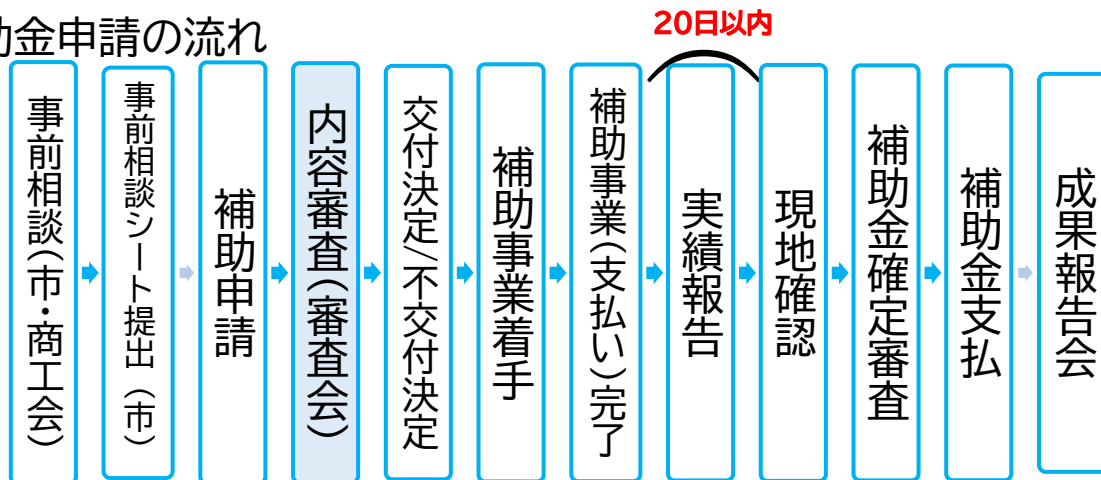 助金申請の流れ
20日以内
事前相談(市・商工会)
事前相談シート提出(市)
補助申請
内容審査(審査会)
交付決定/不交付決定
補助事業着手
補助事業(支払い)完了
実績報告
現地確認
補助金確定審査
補助金支払
成果報告会